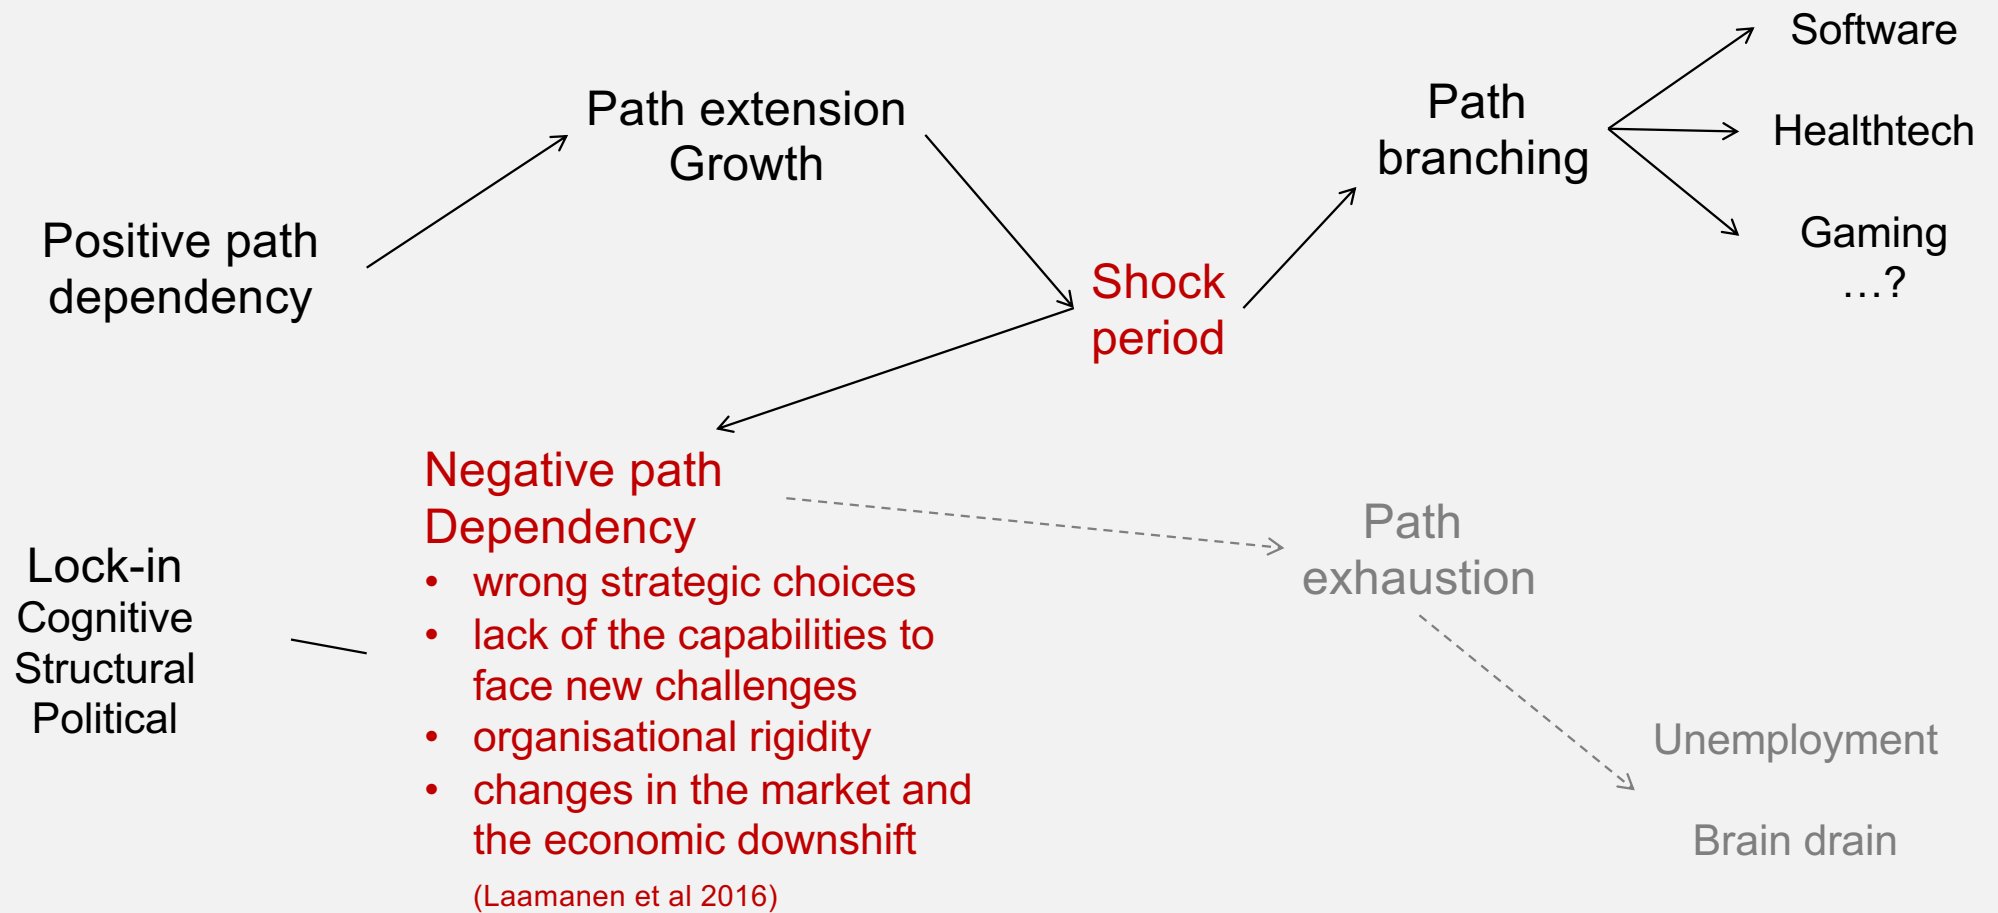 Positive path
dependency
Path extension
Growth
Shock
period
Path
branching
Software
Healthtech
Gaming
…?
Lock-in
Cognitive
Structural
Political
Negative path
Dependency
• wrong strategic choices
• lack of the capabilities to
face new challenges
• organisational rigidity
• changes in the market and
the economic downshift
(Laamanen et al 2016)
Path
exhaustion
Unemployment
Brain drain